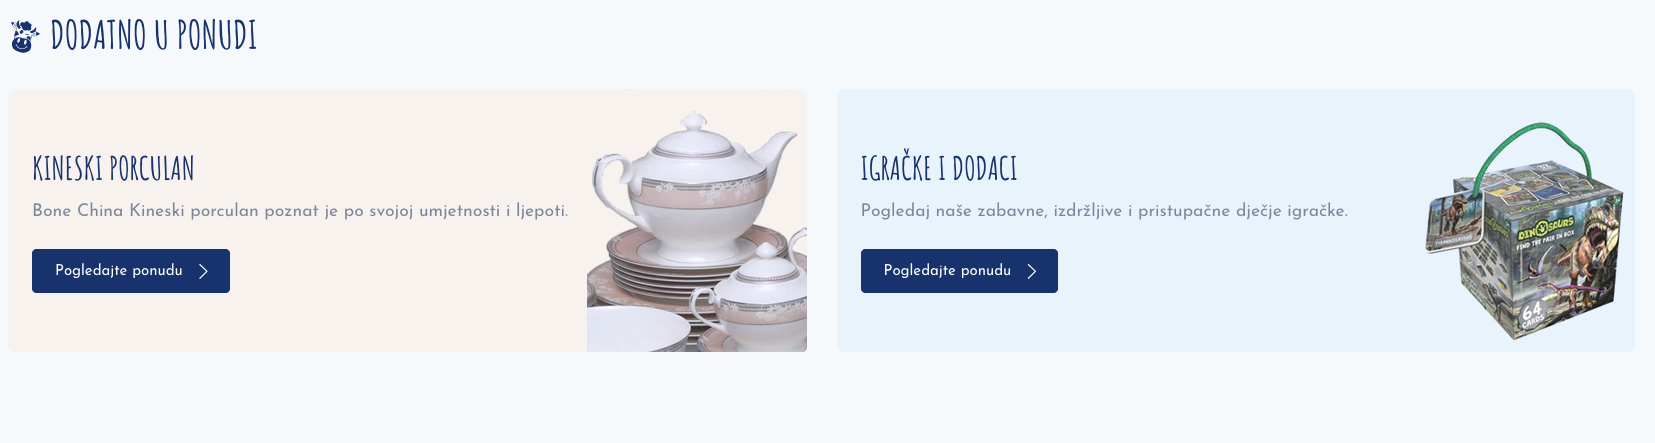 DODATNO U PONUDI
KINESKI PORCULAN
Bone China Kineski porculan poznat je po svojoj umjetnosti i ljepoti.
Pogledajte ponudu
IGRAČKE I DODACI
Pogledaj naše zabavne, izdržljive i pristupačne dječje igračke.
Pogledajte ponudu
TYRANNOSAURUS
DINOSAURS
FIND THE PAIR IN BOX
64
CARDS